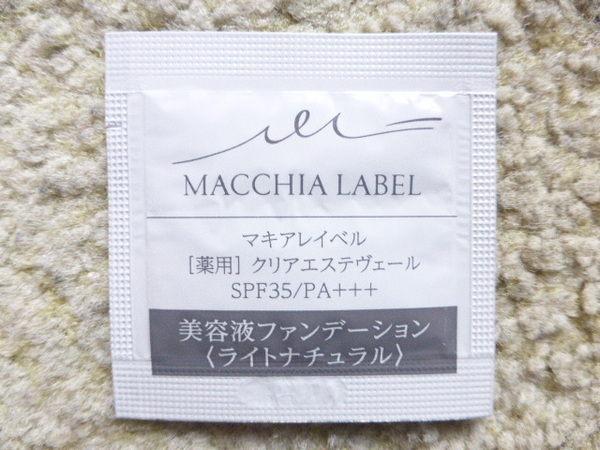 MACCHIA LABEL
マキアレイベル
[薬用] クリアエステヴェール
SPF35/PA+++
美容液ファンデーション
〈ライトナチュラル〉